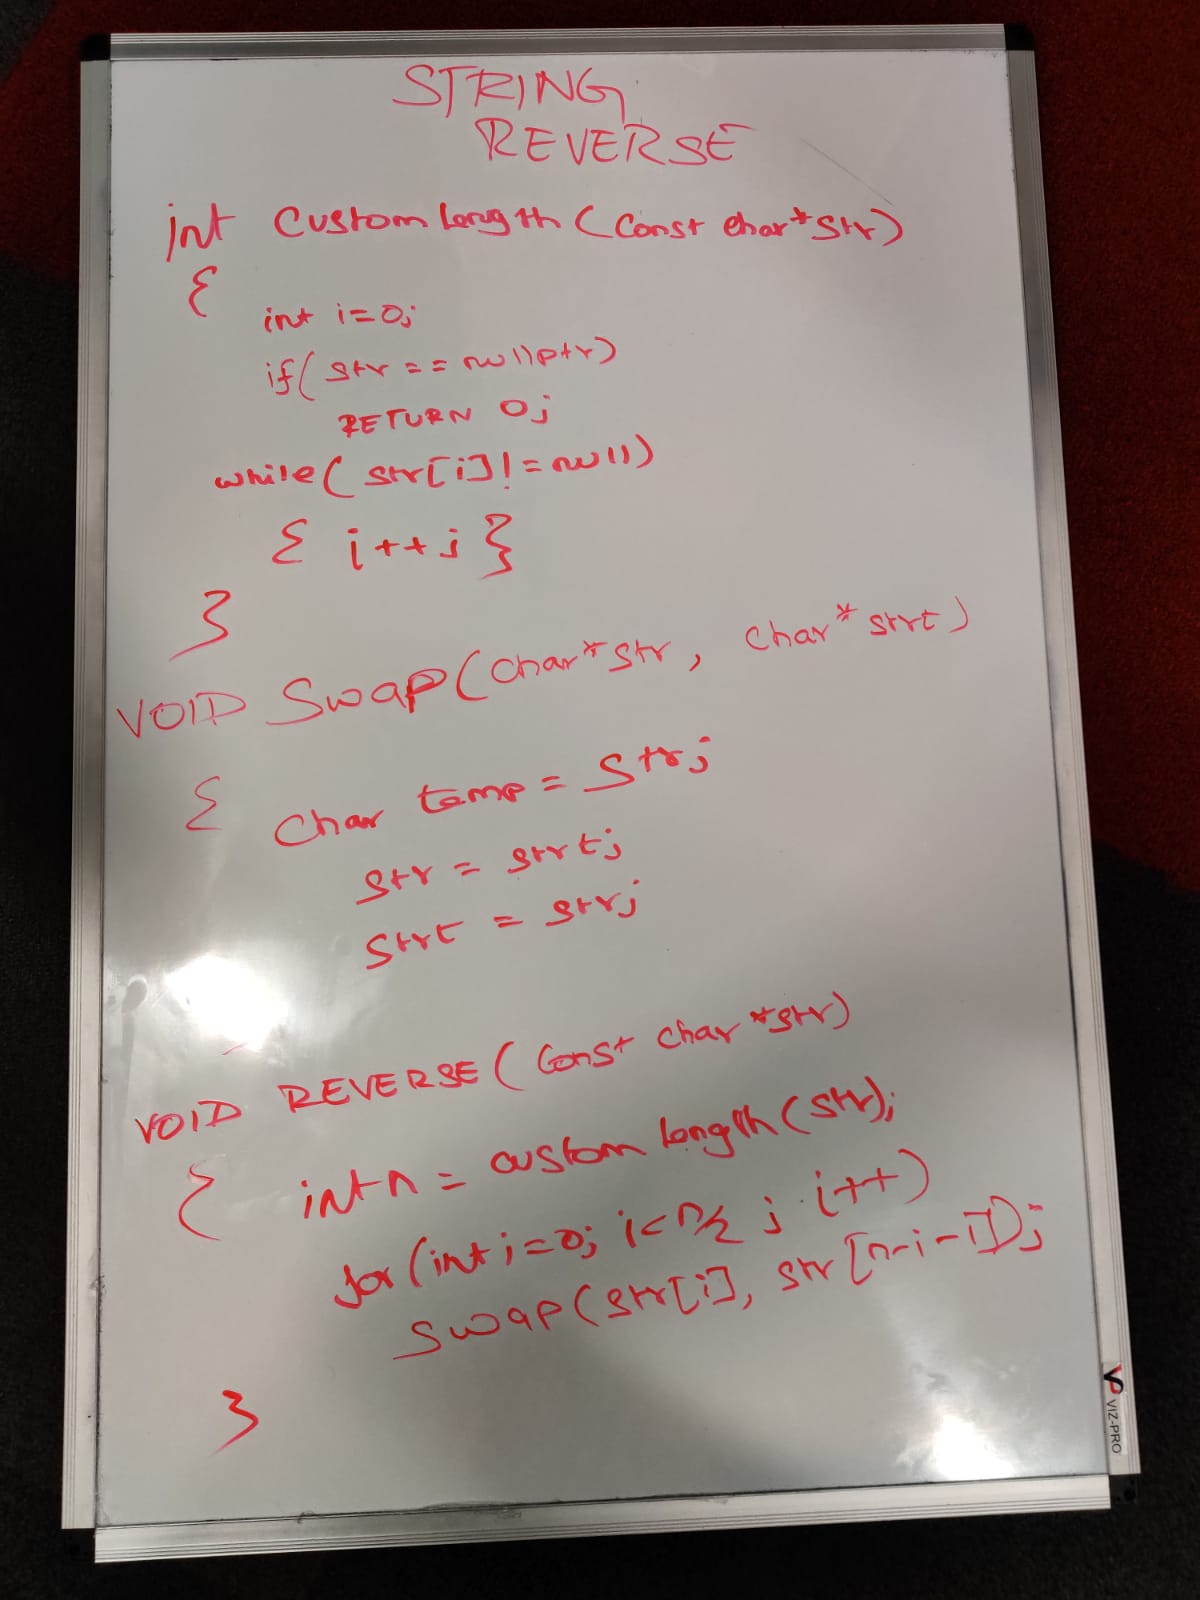 STRING
REVERSE
int Custom Length (Const char*str)
{
int i=0;
if( str == nullptr)
RETURN 0;
while( str[i]!=null)
{ i++; }
}
VOID Swap(char*str, char*strt)
{ Char temp = Str;
Str = strt;
Strt = str;
VOID REVERSE( Const char *str)
{ int n = custom length (str);
for (int i=0; i<n/2 ; i++)
swap(str[i], str[n-i-1]);
}
VP VIZ-PRO